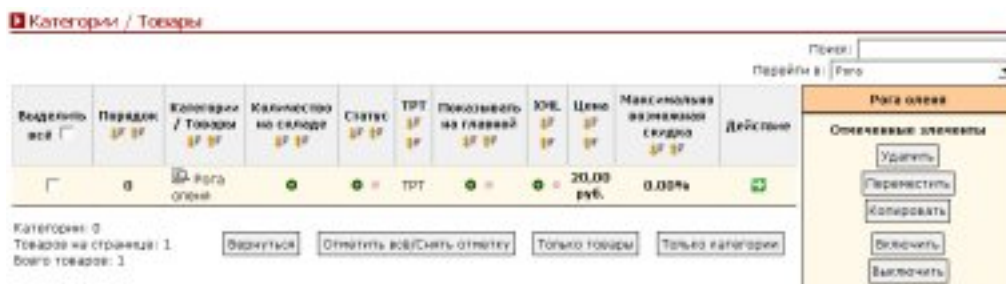 Категории / Товары
Поиск:
Перейти в: Рога
Выделить всё
Порядок
Категории / Товары
Количество на складе
Статус
ТРТ
Показывать на главной
XML
Цена
Максимально возможная скидка
Действие
0
Рога оленя
ТРТ
20,00 руб.
0.00%
Категории: 0
Товаров на странице: 1
Всего товаров: 1
Вернуться
Отметить всё/Снять отметку
Только товары
Только категории
Рога оленя
Отмеченные элементы
Удалить
Переместить
Копировать
Включить
Выключить